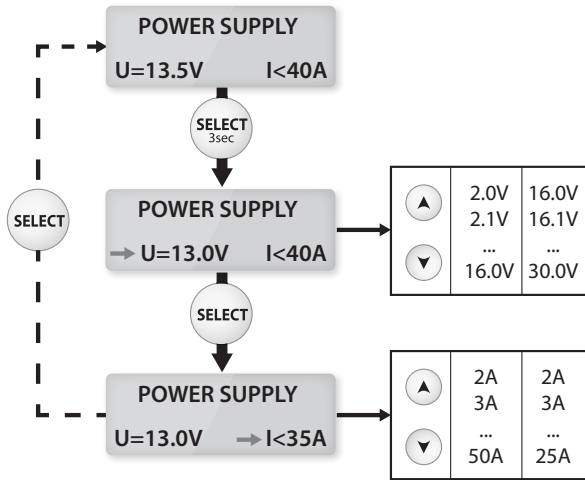 POWER SUPPLY
U=13.5V I<40A
SELECT
3sec
POWER SUPPLY
U=13.0V I<40A
2.0V 16.0V
2.1V 16.1V
... ...
16.0V 30.0V
SELECT
SELECT
POWER SUPPLY
U=13.0V I<35A
2A 2A
3A 3A
... ...
50A 25A